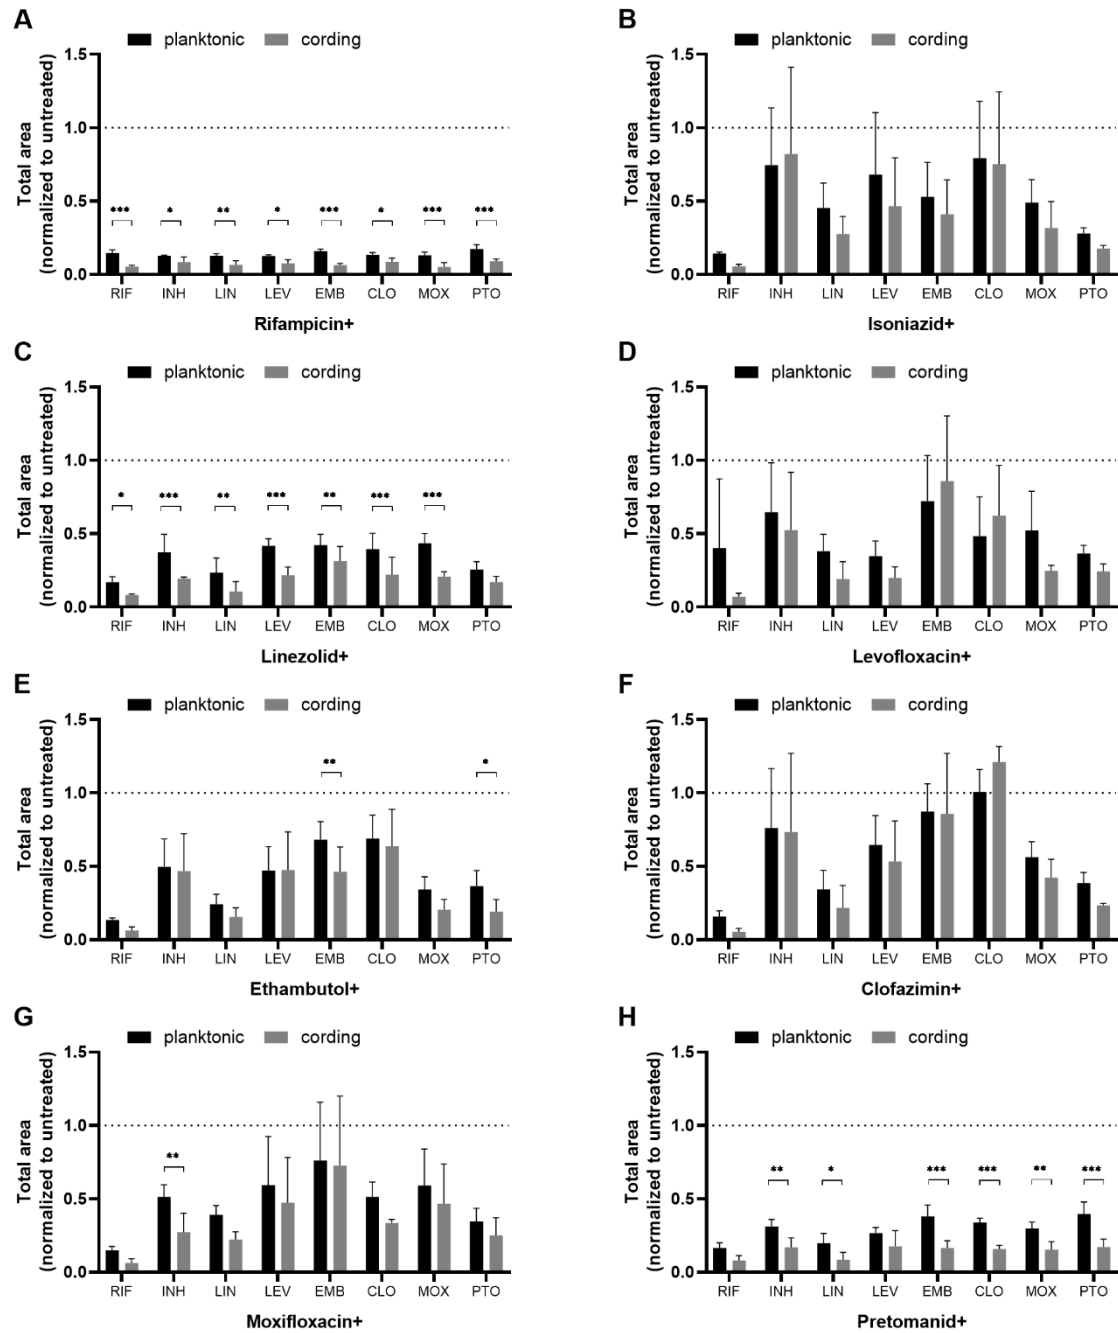 A
planktonic cording
Total area
(normalized to untreated)
1.5
1.0
0.5
0.0
*** * ** * *** * *** ***
RIF INH LIN LEV EMB CLO MOX PTO
Rifampicin+
B
planktonic cording
Total area
(normalized to untreated)
1.5
1.0
0.5
0.0
RIF INH LIN LEV EMB CLO MOX PTO
Isoniazid+
C
planktonic cording
Total area
(normalized to untreated)
1.5
1.0
0.5
0.0
* *** ** *** ** *** ***
RIF INH LIN LEV EMB CLO MOX PTO
Linezolid+
D
planktonic cording
Total area
(normalized to untreated)
1.5
1.0
0.5
0.0
RIF INH LIN LEV EMB CLO MOX PTO
Levofloxacin+
E
planktonic cording
Total area
(normalized to untreated)
1.5
1.0
0.5
0.0
** *
RIF INH LIN LEV EMB CLO MOX PTO
Ethambutol+
F
planktonic cording
Total area
(normalized to untreated)
1.5
1.0
0.5
0.0
RIF INH LIN LEV EMB CLO MOX PTO
Clofazimin+
G
planktonic cording
Total area
(normalized to untreated)
1.5
1.0
0.5
0.0
**
RIF INH LIN LEV EMB CLO MOX PTO
Moxifloxacin+
H
planktonic cording
Total area
(normalized to untreated)
1.5
1.0
0.5
0.0
** * *** *** ** ***
RIF INH LIN LEV EMB CLO MOX PTO
Pretomanid+